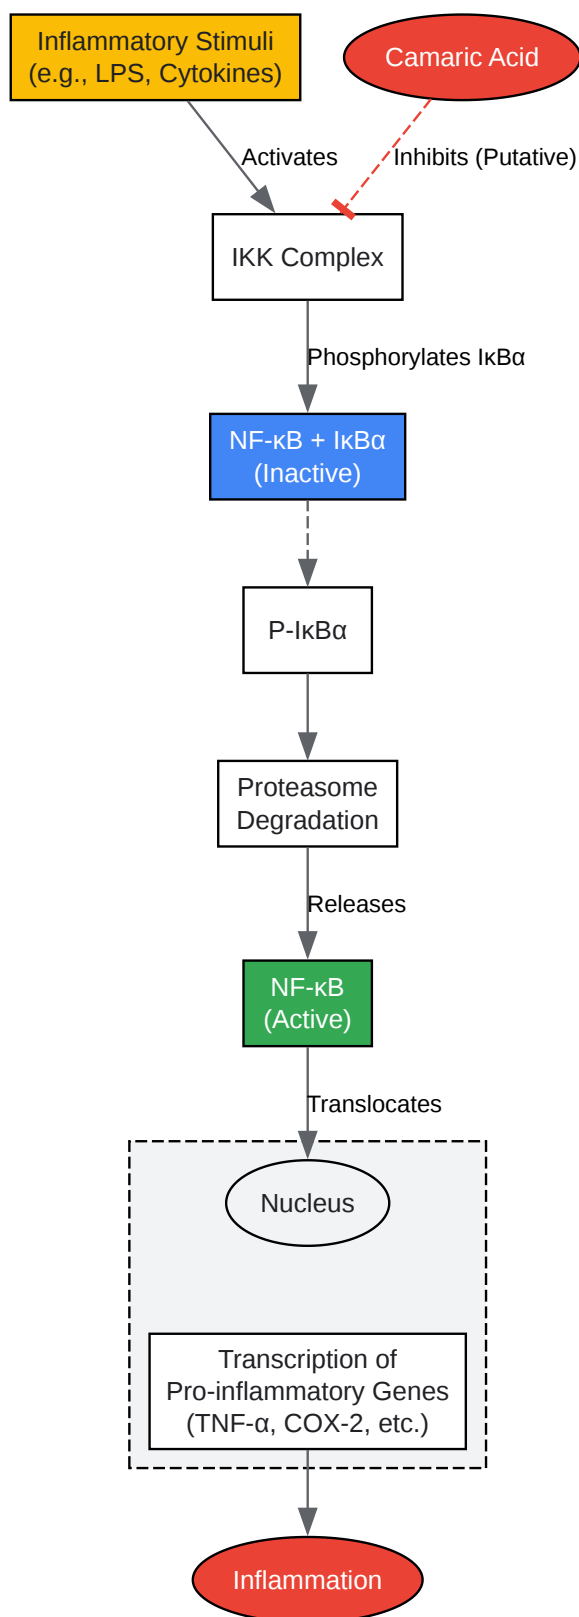 Inflammatory Stimuli
(e.g., LPS, Cytokines)
Camaric Acid
Activates
Inhibits (Putative)
IKK Complex
Phosphorylates IκBα
NF-κB + IκBα
(Inactive)
P-IκBα
Proteasome
Degradation
Releases
NF-κB
(Active)
Translocates
Nucleus
Transcription of
Pro-inflammatory Genes
(TNF-α, COX-2, etc.)
Inflammation